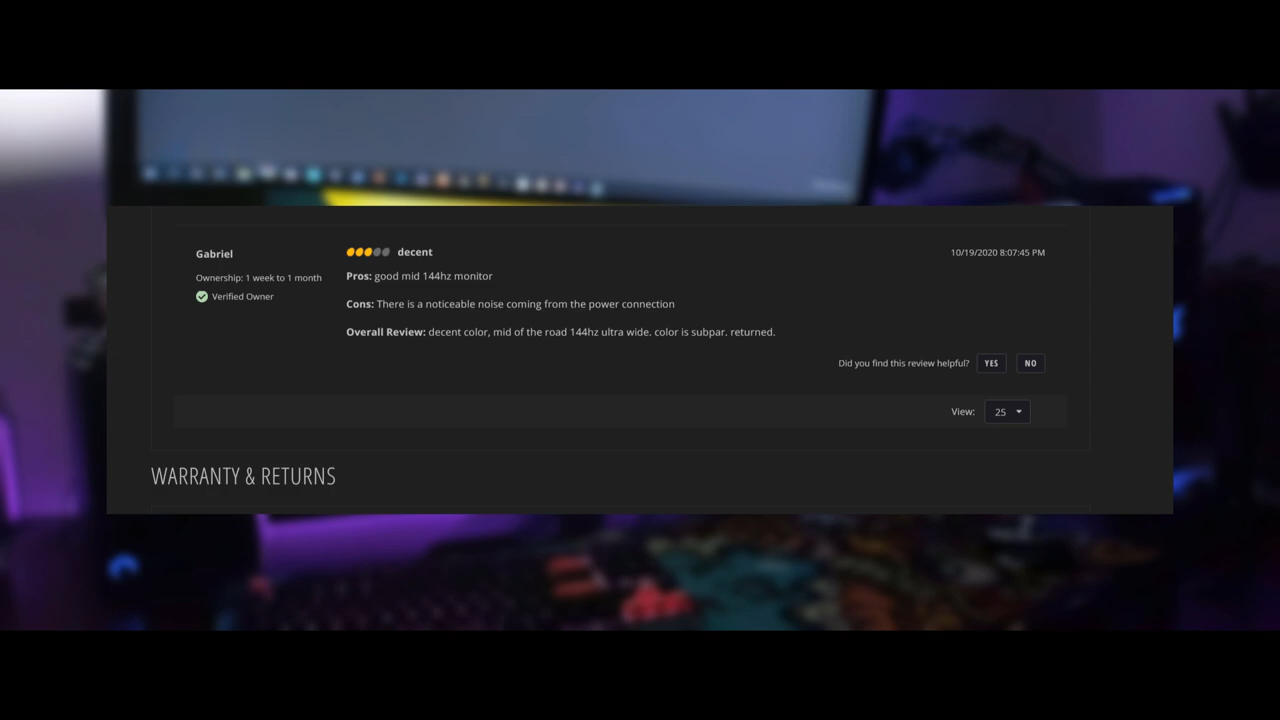 Gabriel
decent
10/19/2020 8:07:45 PM
Ownership: 1 week to 1 month
Verified Owner
Pros: good mid 144hz monitor
Cons: There is a noticeable noise coming from the power connection
Overall Review: decent color, mid of the road 144hz ultra wide. color is subpar. returned.
Did you find this review helpful? YES NO
View: 25
WARRANTY & RETURNS